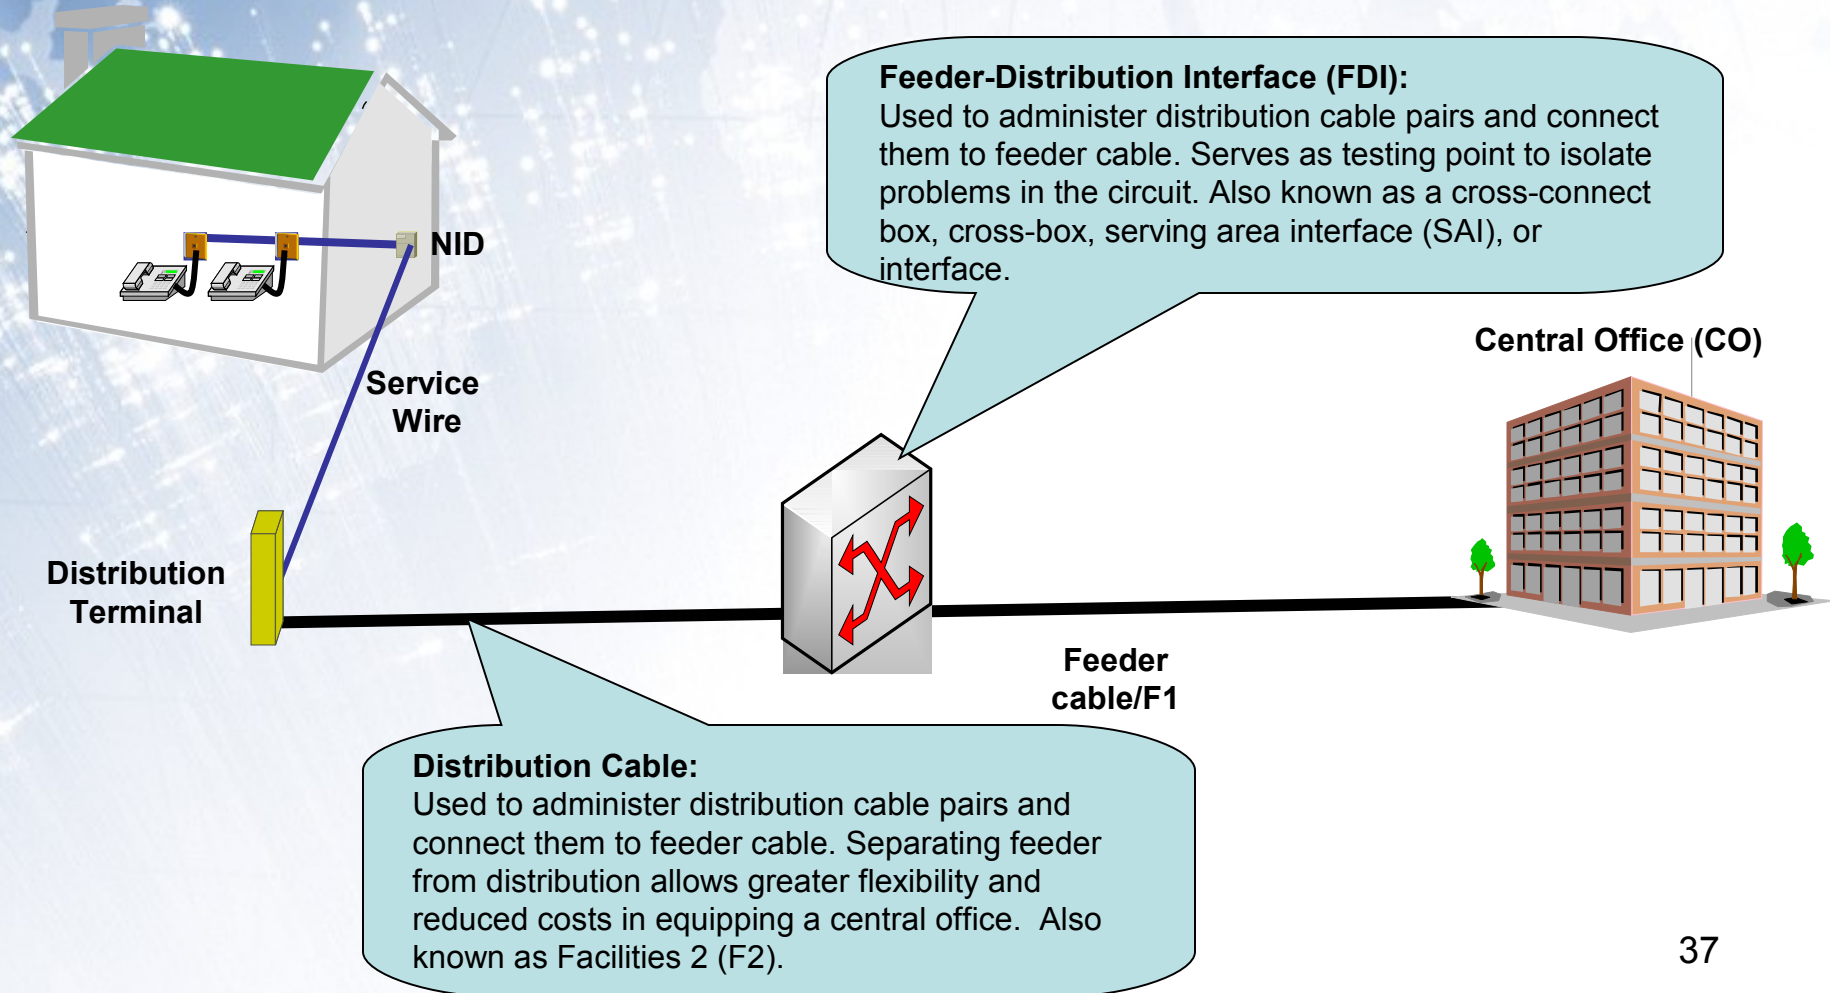 Feeder-Distribution Interface (FDI):
Used to administer distribution cable pairs and connect
them to feeder cable. Serves as testing point to isolate
problems in the circuit. Also known as a cross-connect
box, cross-box, serving area interface (SAI), or
interface.
NID
Central Office (CO)
Service
Wire
Distribution
Terminal
Feeder
cable/F1
Distribution Cable:
Used to administer distribution cable pairs and
connect them to feeder cable. Separating feeder
from distribution allows greater flexibility and
reduced costs in equipping a central office.  Also
known as Facilities 2 (F2).
37